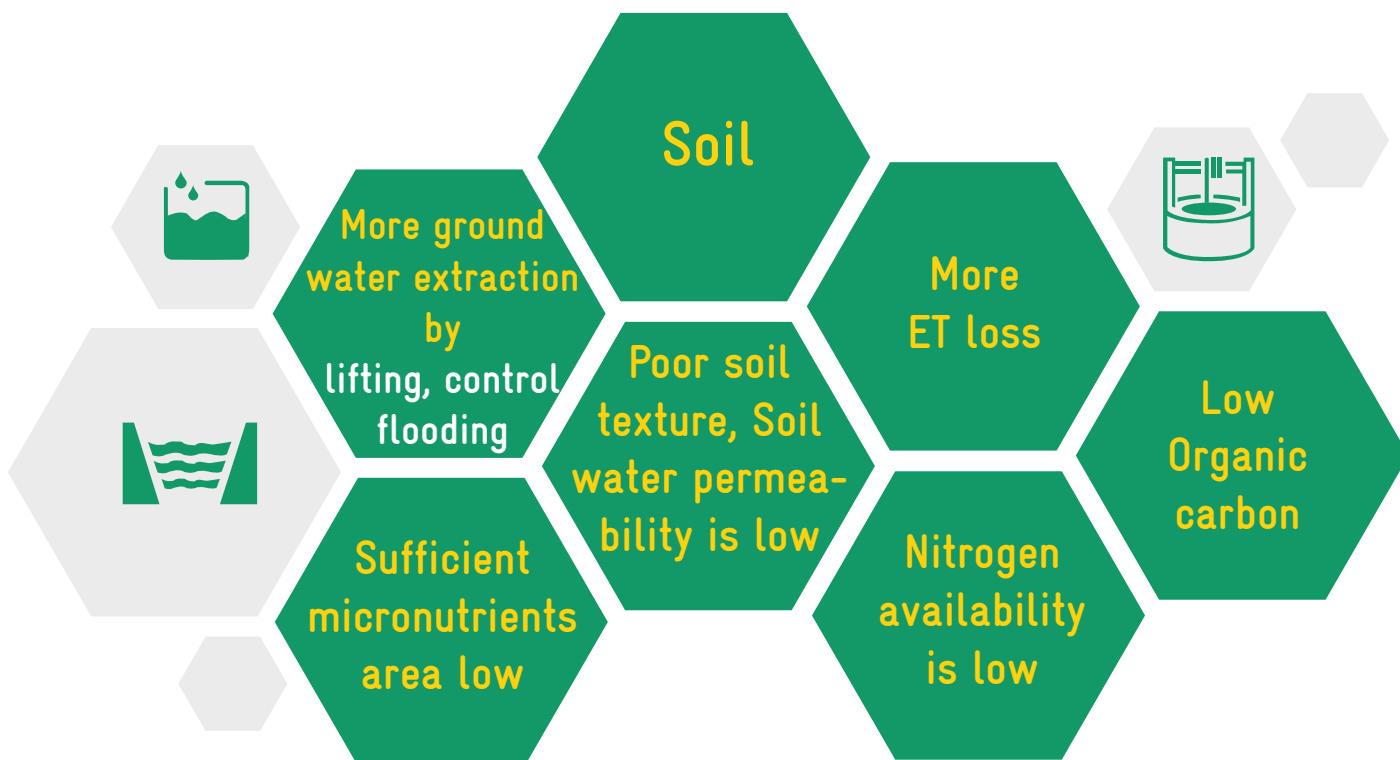 Soil
More ground
water extraction
by
lifting, control
flooding
More
ET loss
Poor soil
texture, Soil
water permea-
bility is low
Low
Organic
carbon
Sufficient
micronutrients
area low
Nitrogen
availability
is low